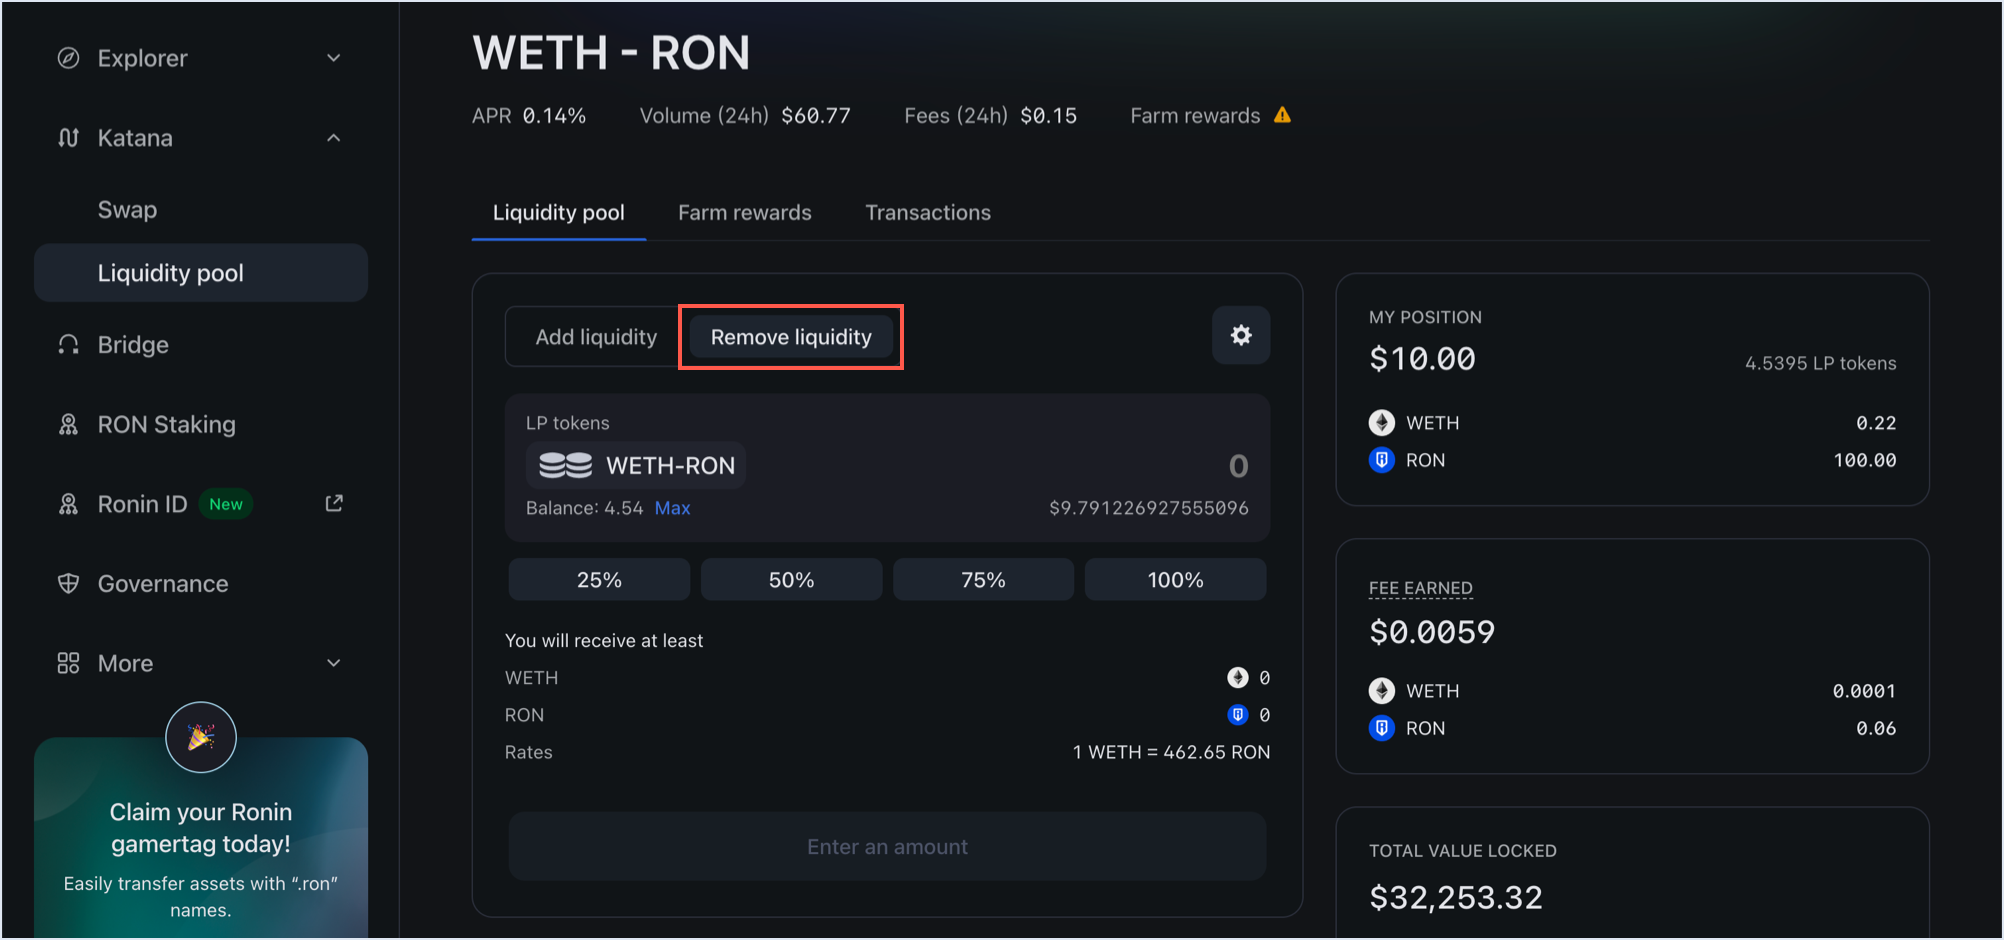 Explorer
Katana
Swap
Liquidity pool
Bridge
RON Staking
Ronin ID New
Governance
More
Claim your Ronin
gamertag today!
Easily transfer assets with “.ron”
names.
WETH - RON
APR 0.14% Volume (24h) $60.77 Fees (24h) $0.15 Farm rewards
Liquidity pool Farm rewards Transactions
Add liquidity Remove liquidity
LP tokens
WETH-RON 0
Balance: 4.54 Max $9.791226927555096
25% 50% 75% 100%
You will receive at least
WETH 0
RON 0
Rates 1 WETH = 462.65 RON
Enter an amount
MY POSITION
$10.00 4.5395 LP tokens
WETH 0.22
RON 100.00
FEE EARNED
$0.0059
WETH 0.0001
RON 0.06
TOTAL VALUE LOCKED
$32,253.32